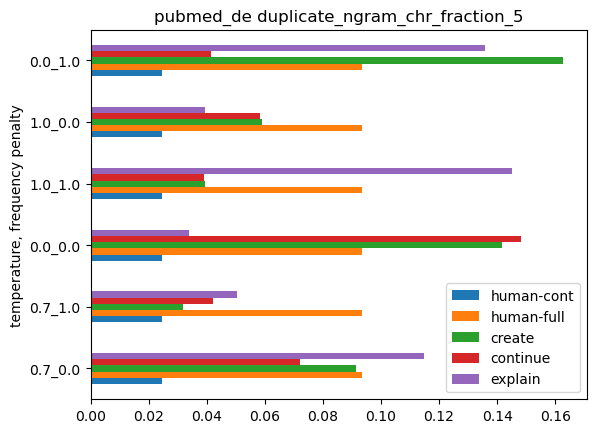 pubmed_de duplicate_ngram_chr_fraction_5
temperature, frequency penalty
0.0_1.0
1.0_0.0
1.0_1.0
0.0_0.0
0.7_1.0
0.7_0.0
human-cont
human-full
create
continue
explain
0.00 0.02 0.04 0.06 0.08 0.10 0.12 0.14 0.16